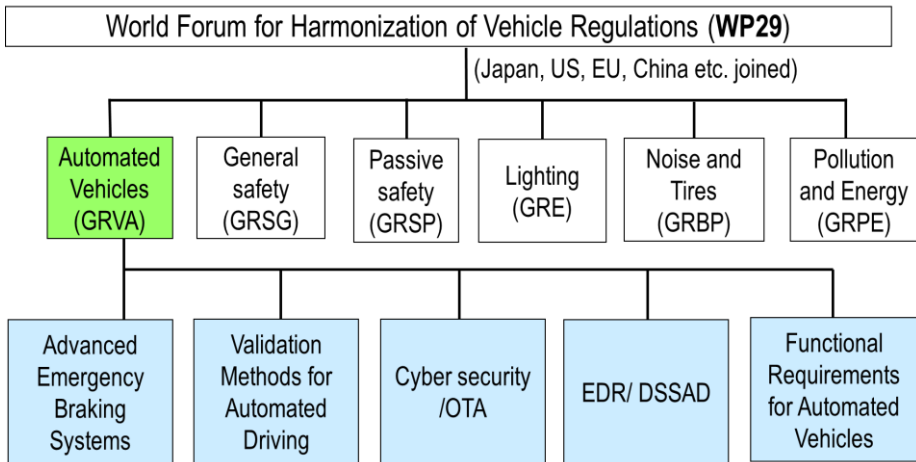 World Forum for Harmonization of Vehicle Regulations (WP29)
(Japan, US, EU, China etc. joined)
Automated
Vehicles
(GRVA)
General
safety
(GRSG)
Passive
safety
(GRSP)
Lighting
(GRE)
Noise and
Tires
(GRBP)
Pollution
and Energy
(GRPE)
Advanced
Emergency
Braking
Systems
Validation
Methods for
Automated
Driving
Cyber security
/OTA
EDR/ DSSAD
Functional
Requirements
for Automated
Vehicles